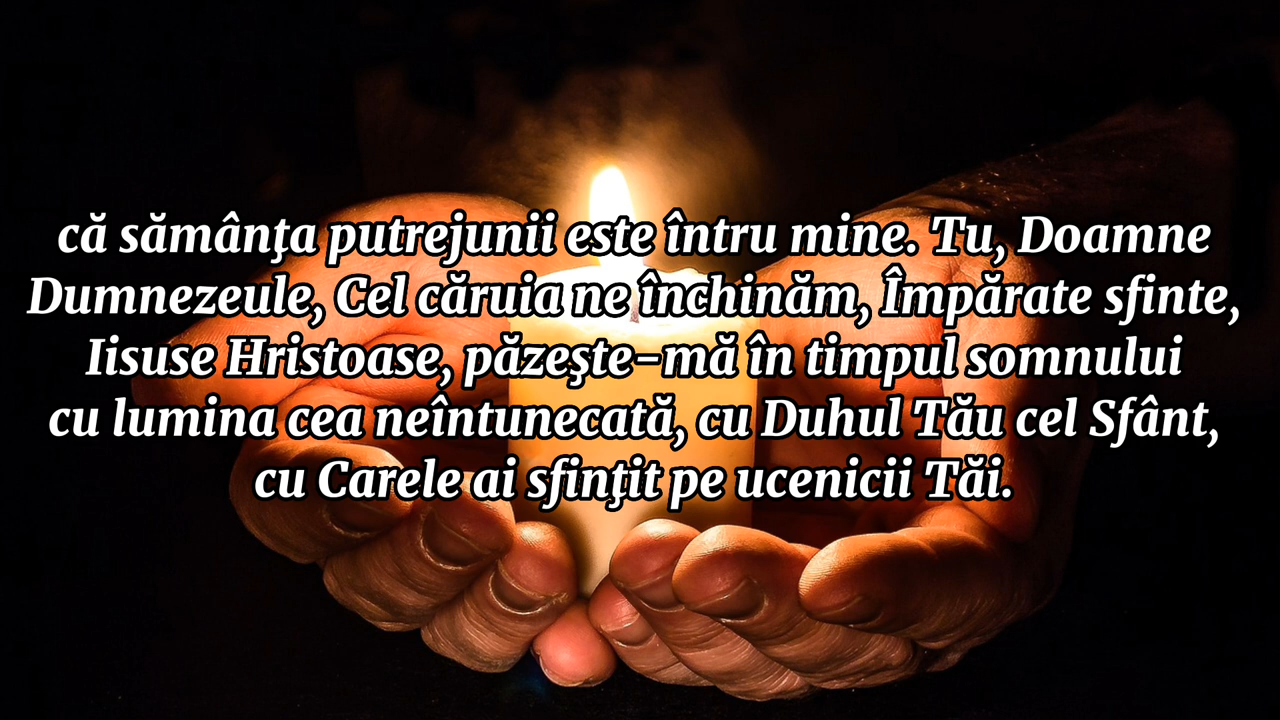 că sămânţa putrejunii este întru mine. Tu, Doamne
Dumnezeule, Cel căruia ne închinăm, Împărate sfinte,
Iisuse Hristoase, păzeşte-mă în timpul somnului
cu lumina cea neîntunecată, cu Duhul Tău cel Sfânt,
cu Carele ai sfinţit pe ucenicii Tăi.